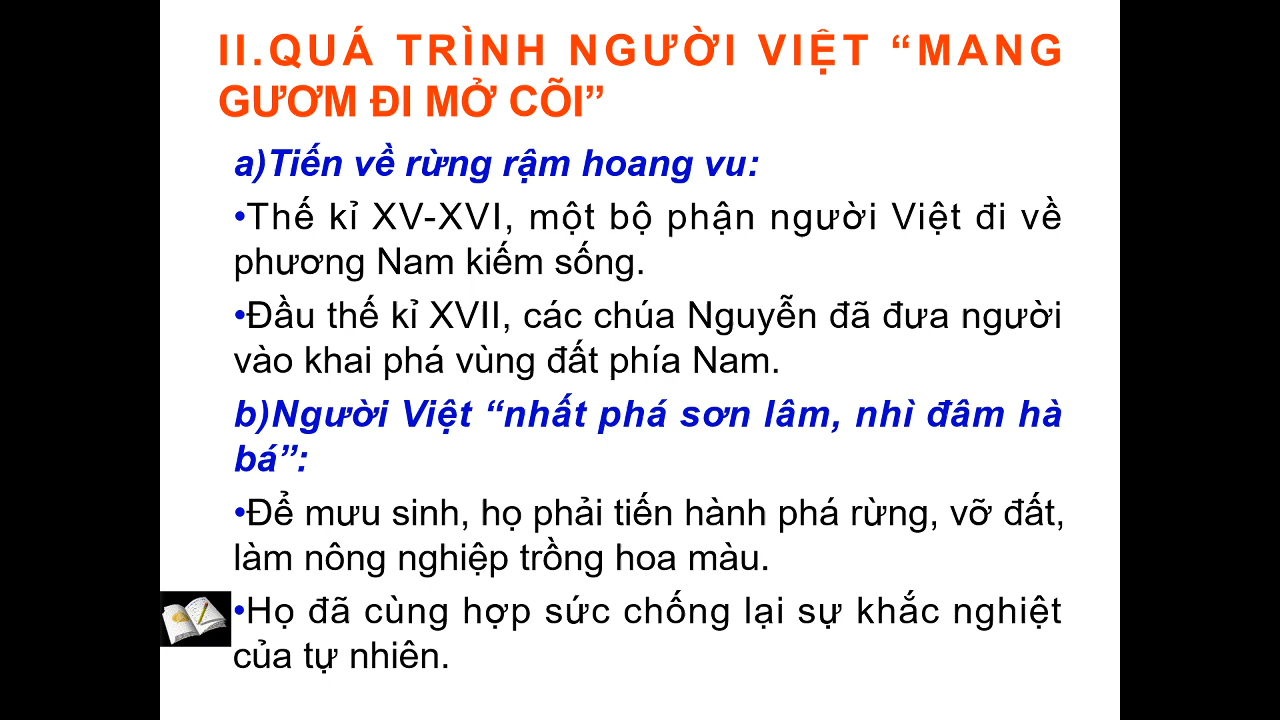 II.QUÁ TRÌNH NGƯỜI VIỆT “MANG
GƯƠM ĐI MỞ CÕI”
a)Tiến về rừng rậm hoang vu:
•Thế kỉ XV-XVI, một bộ phận người Việt đi về
phương Nam kiếm sống.
•Đầu thế kỉ XVII, các chúa Nguyễn đã đưa người
vào khai phá vùng đất phía Nam.
b)Người Việt “nhất phá sơn lâm, nhì đâm hà
bá”:
•Để mưu sinh, họ phải tiến hành phá rừng, vỡ đất,
làm nông nghiệp trồng hoa màu.
•Họ đã cùng hợp sức chống lại sự khắc nghiệt
của tự nhiên.